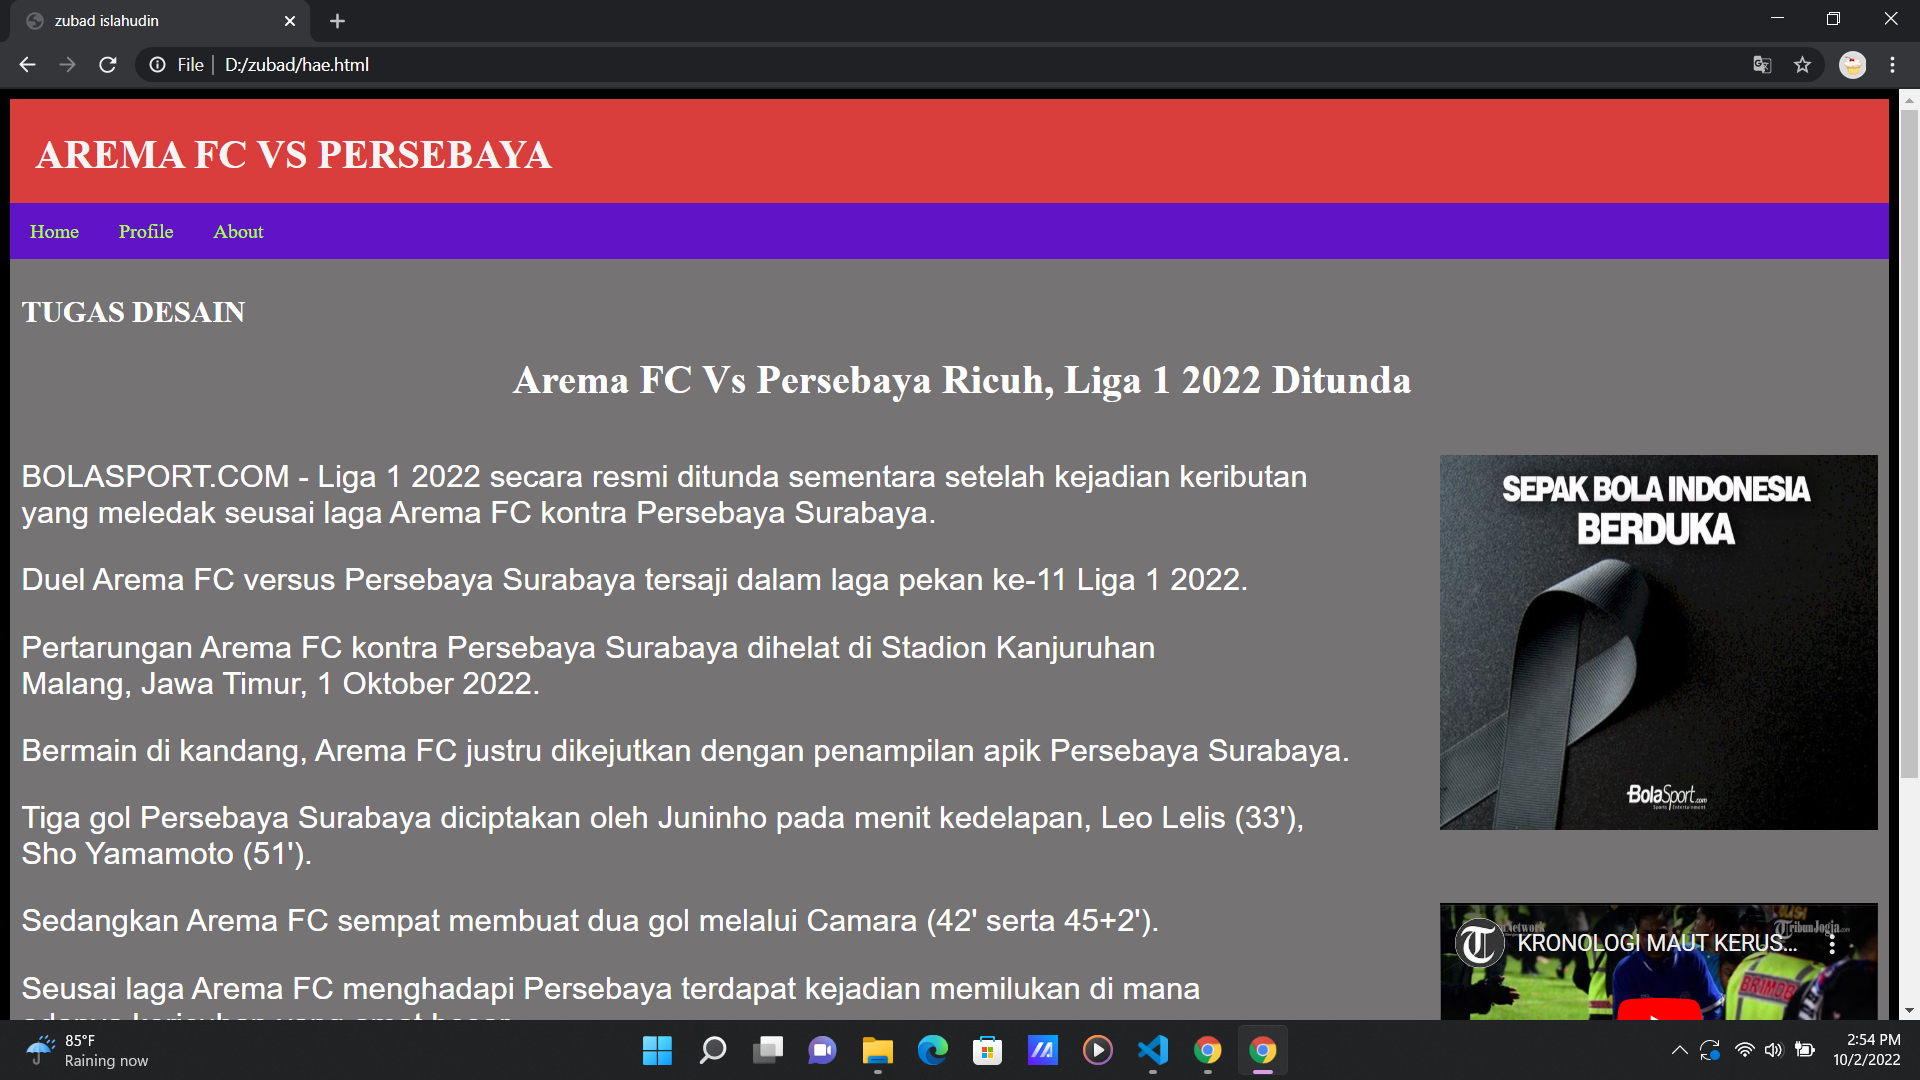 zubad islahudin
File
D:/zubad/hae.html
AREMA FC VS PERSEBAYA
Home Profile About
TUGAS DESAIN
Arema FC Vs Persebaya Ricuh, Liga 1 2022 Ditunda
BOLASPORT.COM - Liga 1 2022 secara resmi ditunda sementara setelah kejadian keributan
yang meledak seusai laga Arema FC kontra Persebaya Surabaya.
Duel Arema FC versus Persebaya Surabaya tersaji dalam laga pekan ke-11 Liga 1 2022.
Pertarungan Arema FC kontra Persebaya Surabaya dihelat di Stadion Kanjuruhan
Malang, Jawa Timur, 1 Oktober 2022.
Bermain di kandang, Arema FC justru dikejutkan dengan penampilan apik Persebaya Surabaya.
Tiga gol Persebaya Surabaya diciptakan oleh Juninho pada menit kedelapan, Leo Lelis (33'),
Sho Yamamoto (51').
Sedangkan Arema FC sempat membuat dua gol melalui Camara (42' serta 45+2').
Seusai laga Arema FC menghadapi Persebaya terdapat kejadian memilukan di mana
adanya kericuhan yang amat besar.
SEPAK BOLA INDONESIA
BERDUKA
BolaSport.com
Sports Entertainment
TribunJogja.com
KRONOLOGI MAUT KERUS...
BRIMOB
85°F
Raining now
2:54 PM
10/2/2022